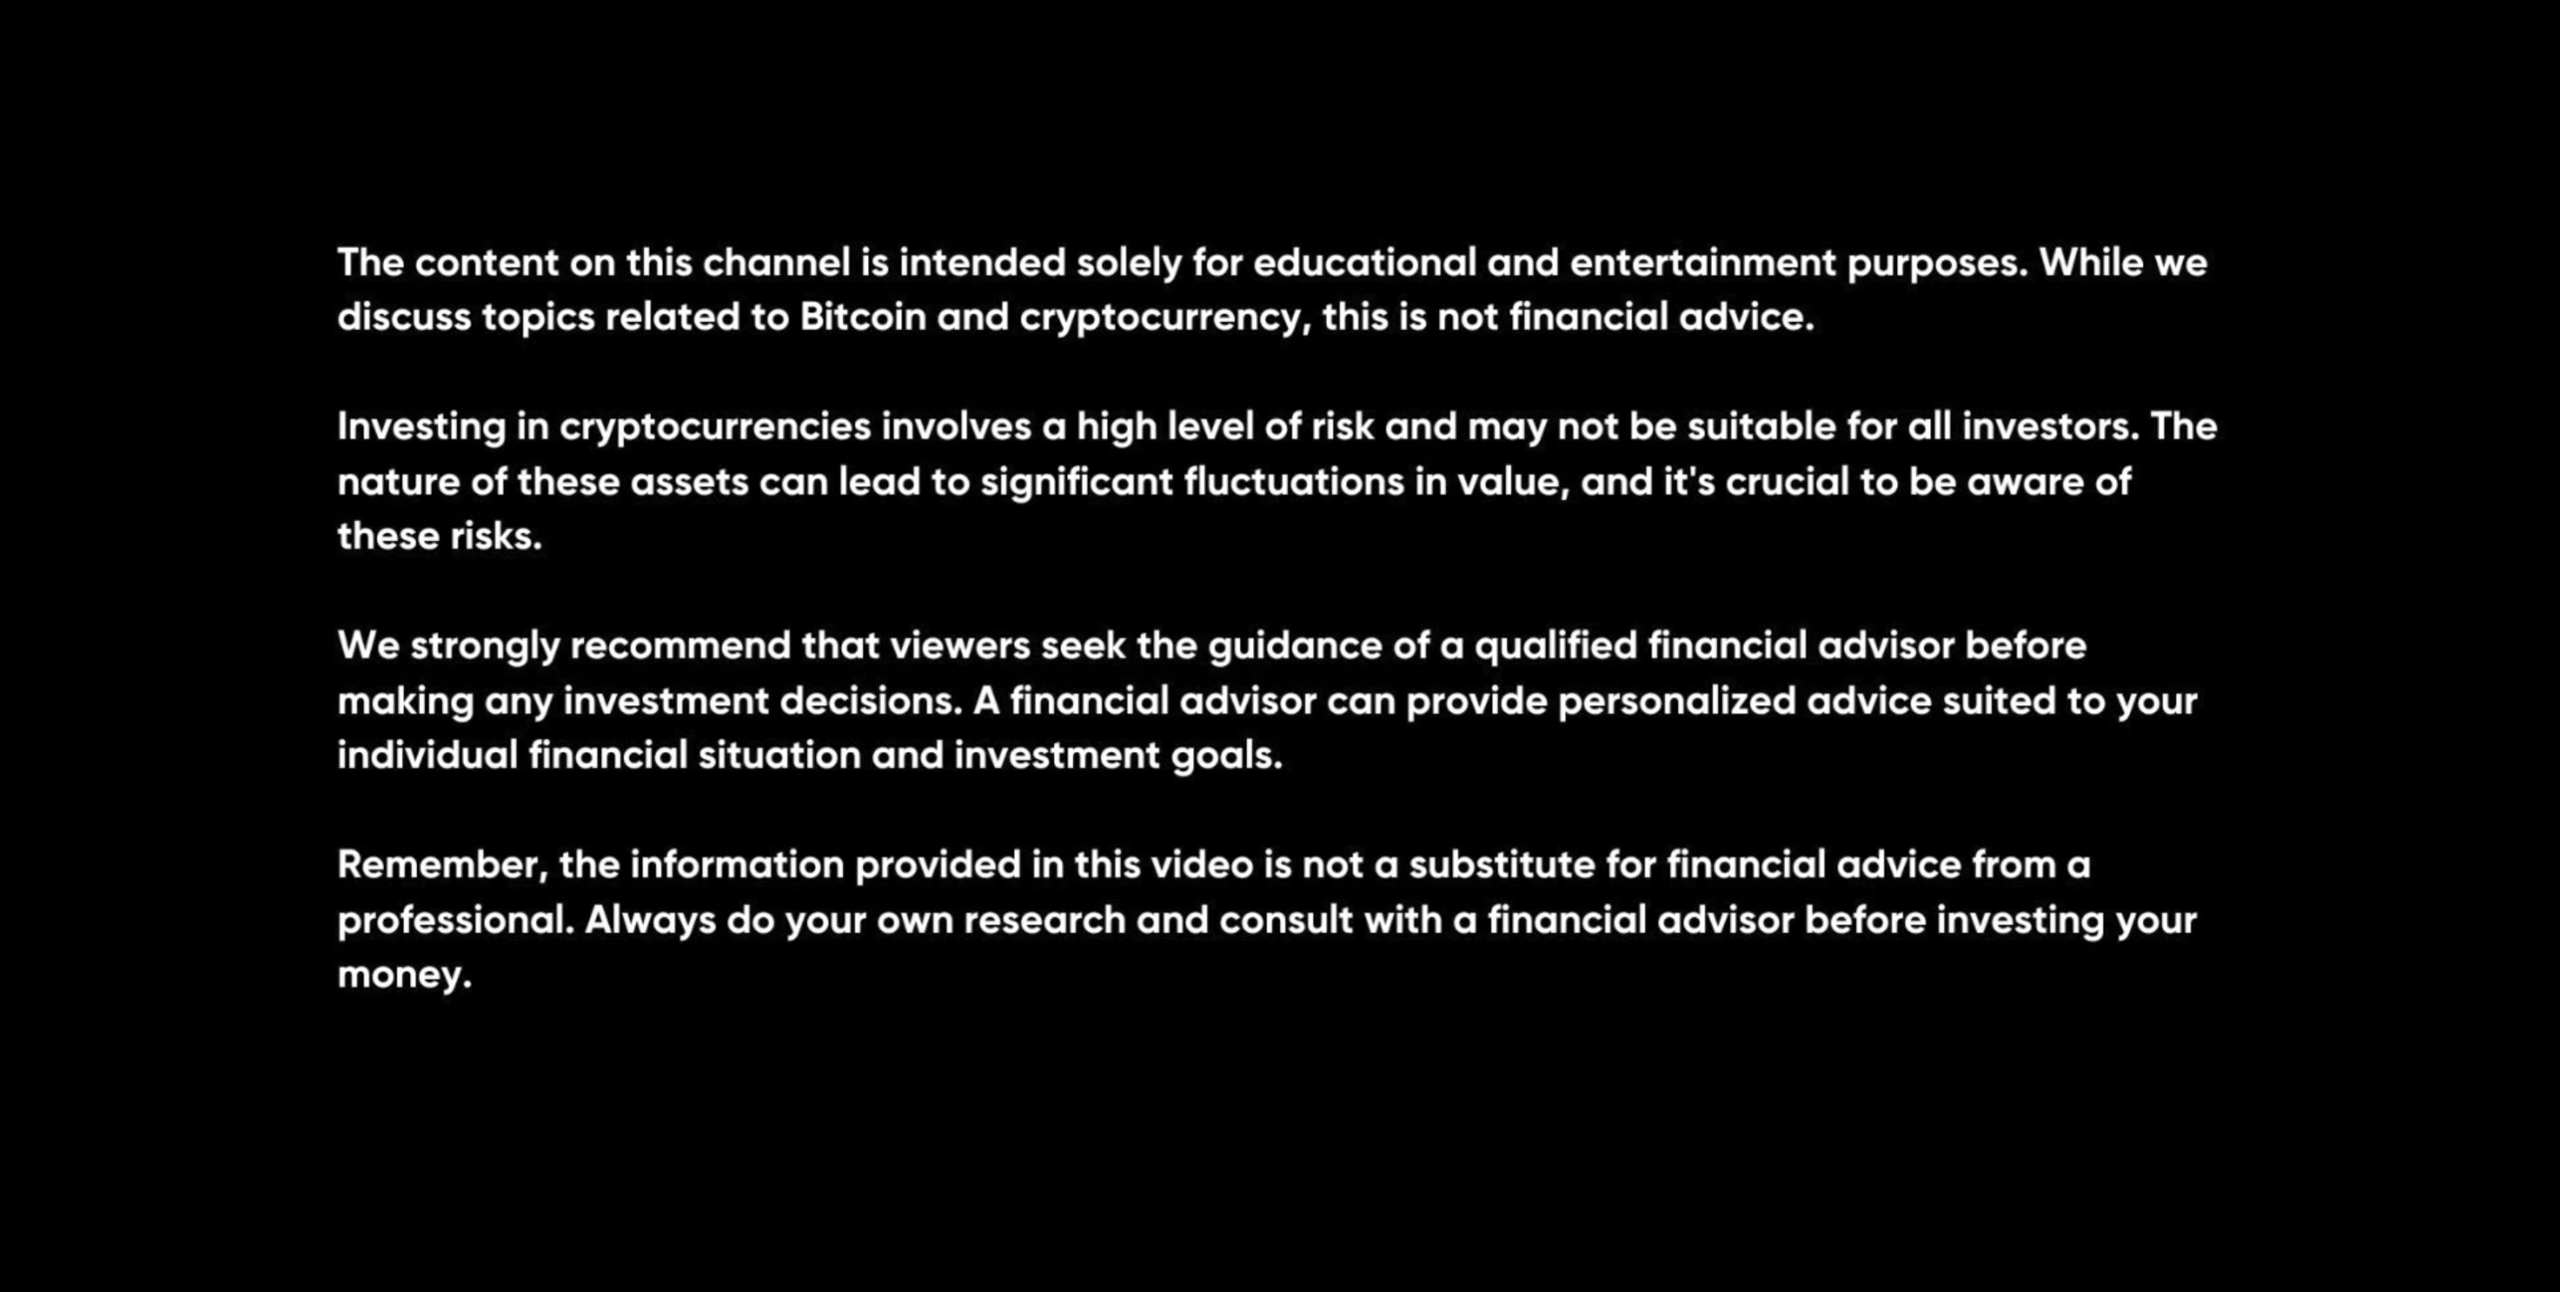 The content on this channel is intended solely for educational and entertainment purposes. While we
discuss topics related to Bitcoin and cryptocurrency, this is not financial advice.
Investing in cryptocurrencies involves a high level of risk and may not be suitable for all investors. The
nature of these assets can lead to significant fluctuations in value, and it's crucial to be aware of
these risks.
We strongly recommend that viewers seek the guidance of a qualified financial advisor before
making any investment decisions. A financial advisor can provide personalized advice suited to your
individual financial situation and investment goals.
Remember, the information provided in this video is not a substitute for financial advice from a
professional. Always do your own research and consult with a financial advisor before investing your
money.